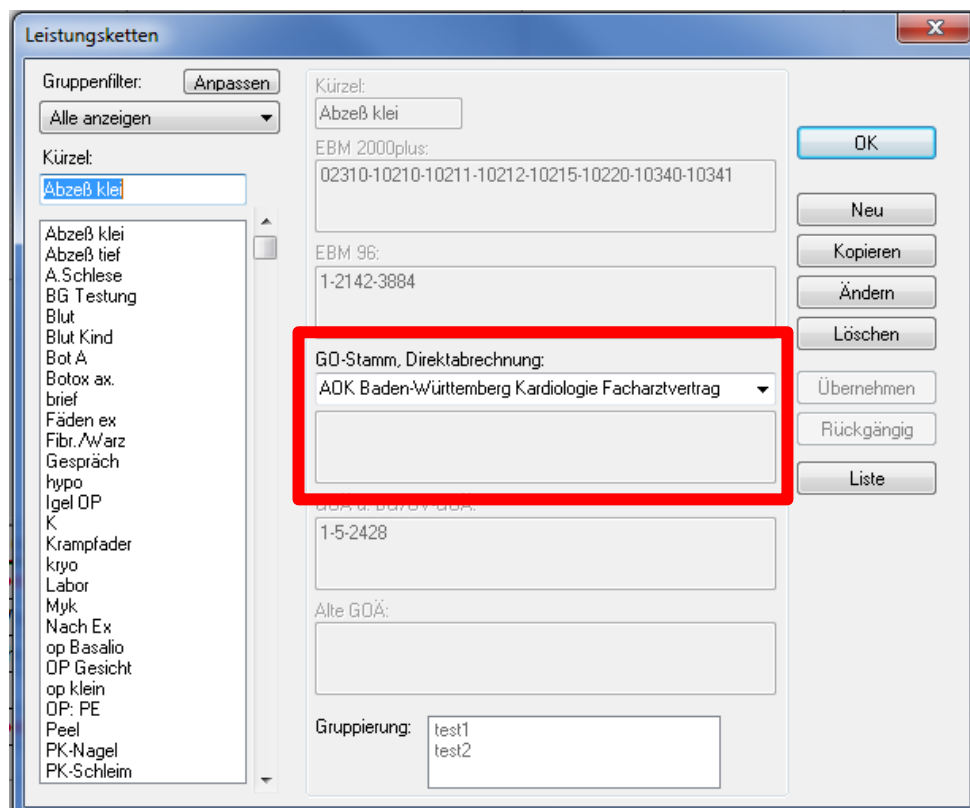 Leistungsketten
Gruppenfilter:
Anpassen
Alle anzeigen
Kürzel:
Abzeß klei
Abzeß klei
Abzeß tief
A.Schlese
BG Testung
Blut
Blut Kind
Bot A
Botox ax.
brief
Fäden ex
Fibr./Warz
Gespräch
hypo
Igel OP
K
Krampfader
kryo
Labor
Myk
Nach Ex
op Basalio
OP Gesicht
op klein
OP: PE
Peel
PK-Nagel
PK-Schleim
Kürzel:
Abzeß klei
EBM 2000plus:
02310-10210-10211-10212-10215-10220-10340-10341
EBM 96:
1-2142-3884
GO-Stamm, Direktabrechnung:
AOK Baden-Württemberg Kardiologie Facharztvertrag
GOÄ u. BG/UV-GOÄ:
1-5-2428
Alte GOÄ:
Gruppierung:
test1
test2
OK
Neu
Kopieren
Ändern
Löschen
Übernehmen
Rückgängig
Liste